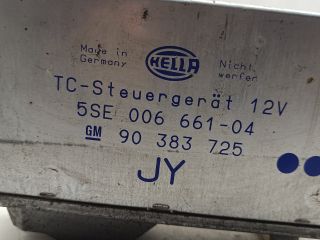 Made in
Germany
HELLA
Nicht
werfen
TC-Steuergerät 12V
5SE 006 661-04
GM 90 383 725
JY